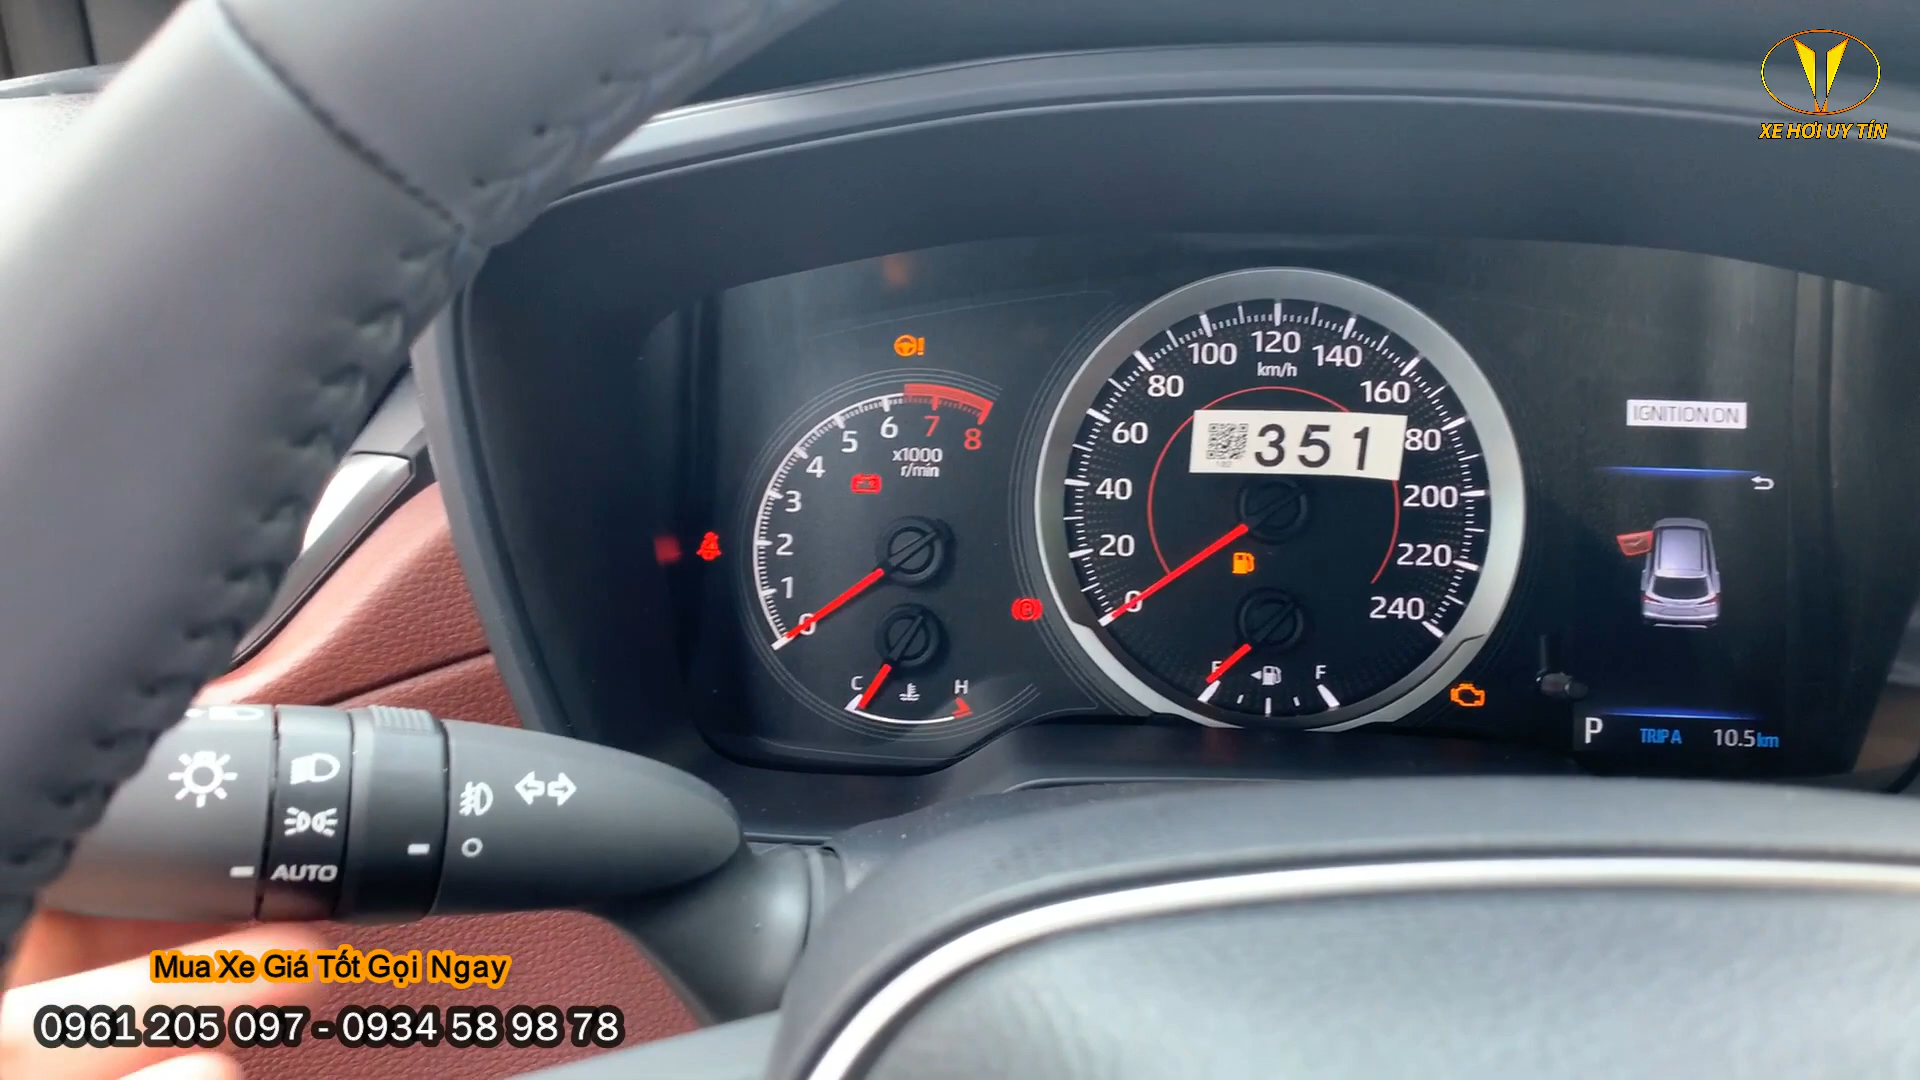 XE HƠI UY TÍN
0 1 2 3 4 5 6 7 8
x1000
r/min
C H
0 20 40 60 80 100 120 140 160 80 200 220 240
km/h
351
F
IGNITION ON
P TRIP A 10.5km
AUTO
Mua Xe Giá Tốt Gọi Ngay
0961 205 097 - 0934 58 98 78